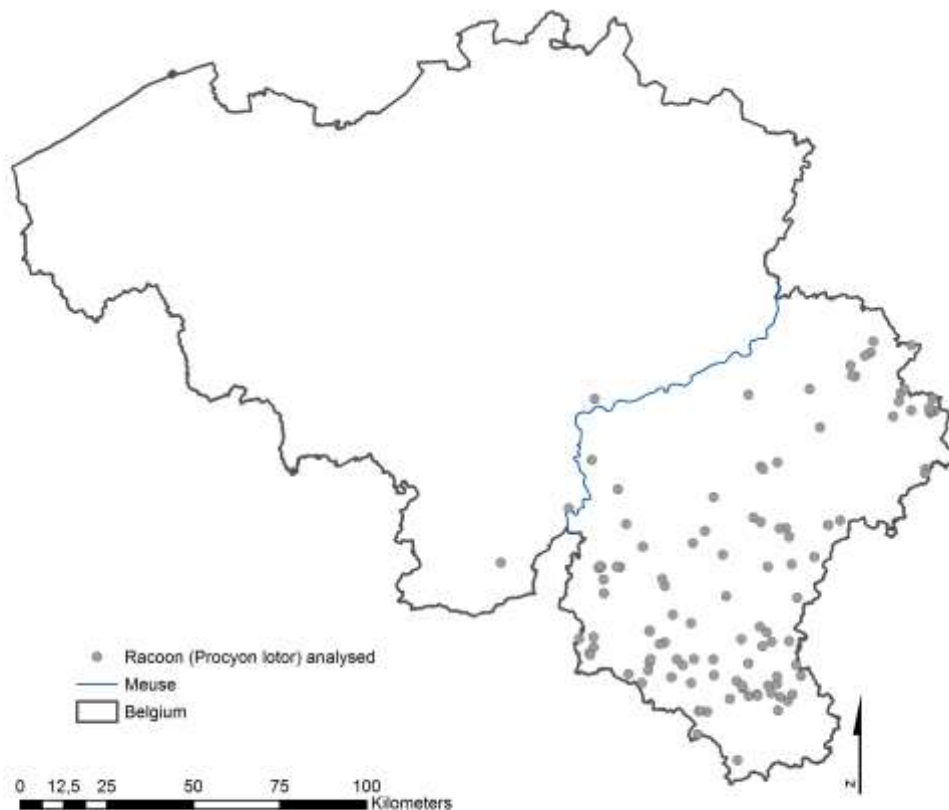 Racoon (Procyon lotor) analysed
Meuse
Belgium
0 12,5 25 50 75 100
Kilometers
N